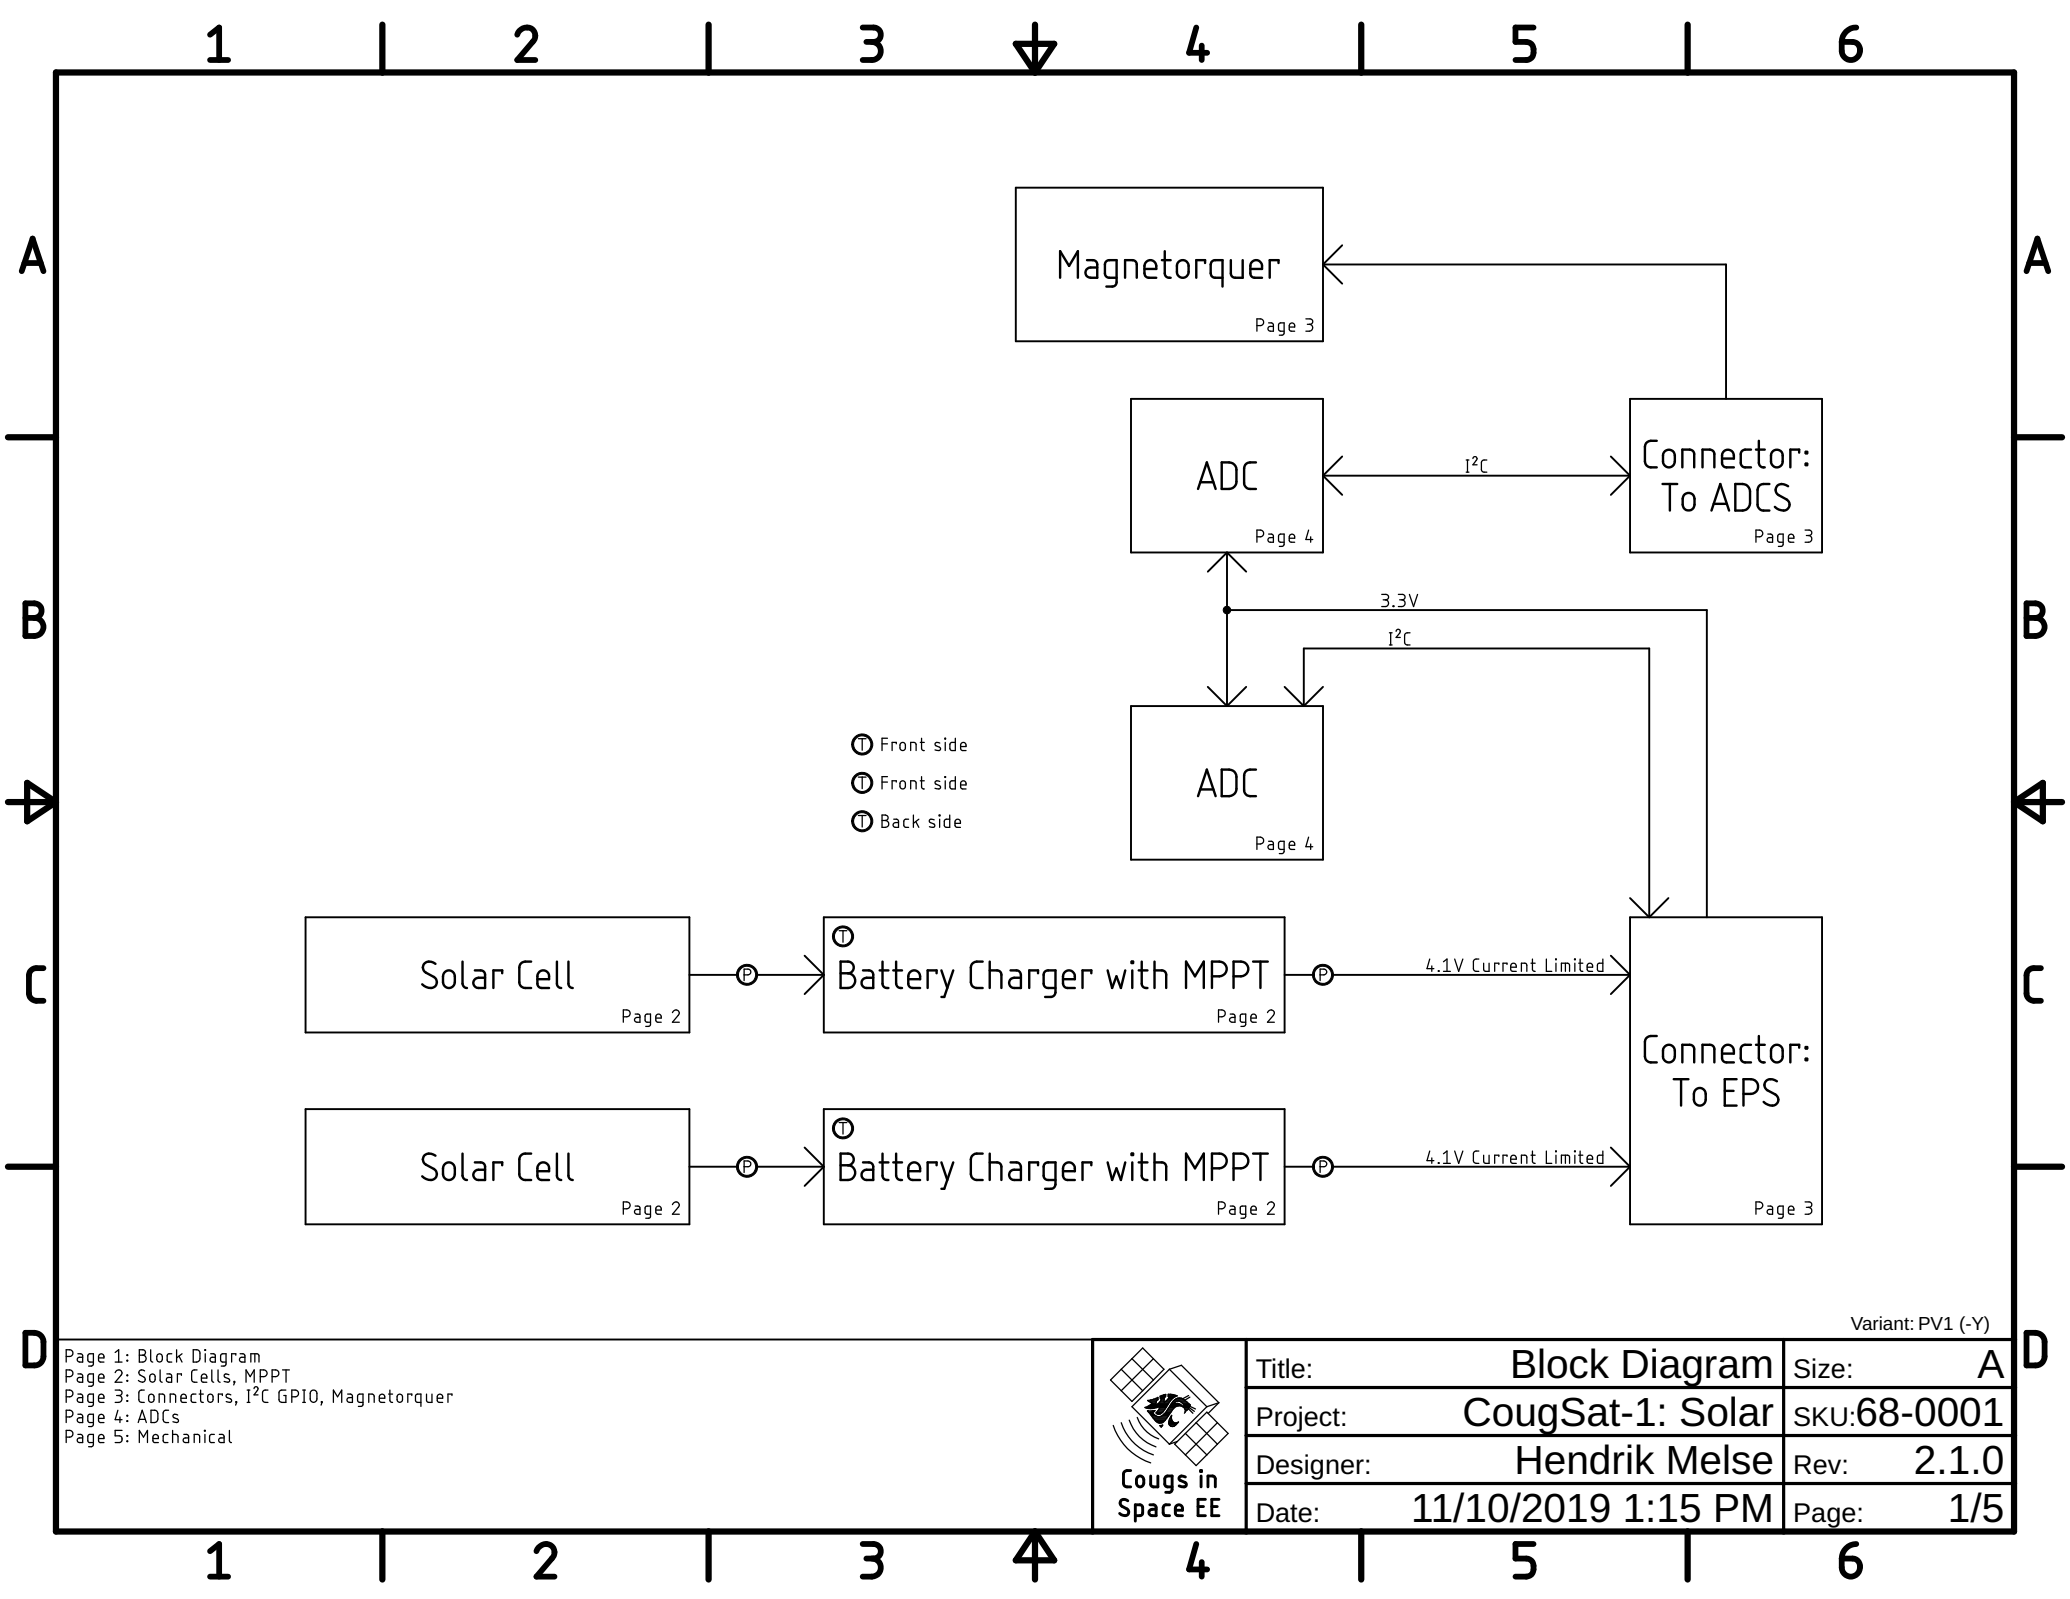 1 2 3 4 5 6
A A
Magnetorquer
Page 3
ADC
Page 4
I²C
Connector:
To ADCS
Page 3
B B
3.3V
I²C
T Front side
T Front side
T Back side
ADC
Page 4
C C
Solar Cell
Page 2
P
T
Battery Charger with MPPT
Page 2
P
4.1V Current Limited
Connector:
To EPS
Page 3
Solar Cell
Page 2
P
T
Battery Charger with MPPT
Page 2
P
4.1V Current Limited
Variant: PV1 (-Y)
D D
Page 1: Block Diagram
Page 2: Solar Cells, MPPT
Page 3: Connectors, I²C GPIO, Magnetorquer
Page 4: ADCs
Page 5: Mechanical
Cougs in
Space EE
Title: Block Diagram Size: A
Project: CougSat-1: Solar SKU: 68-0001
Designer: Hendrik Melse Rev: 2.1.0
Date: 11/10/2019 1:15 PM Page: 1/5
1 2 3 4 5 6